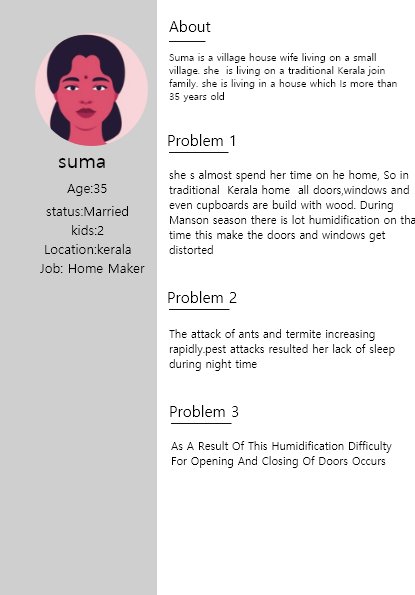 suma
Age:35
status:Married
kids:2
Location:kerala
Job: Home Maker
About
Suma is a village house wife living on a small
village. she is living on a traditional Kerala join
family. she is living in a house which Is more than
35 years old
Problem 1
she s almost spend her time on he home, So in
traditional Kerala home all doors,windows and
even cupboards are build with wood. During
Manson season there is lot humidification on tha
time this make the doors and windows get
distorted
Problem 2
The attack of ants and termite increasing
rapidly.pest attacks resulted her lack of sleep
during night time
Problem 3
As A Result Of This Humidification Difficulty
For Opening And Closing Of Doors Occurs